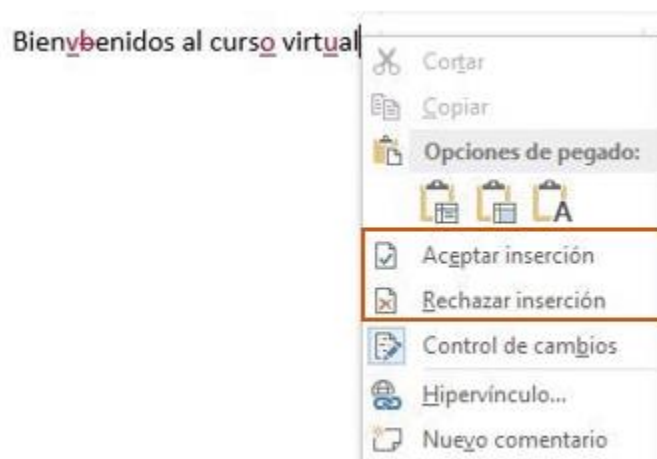 Bienvbenidos al curso virtual
Cortar
Copiar
Opciones de pegado:
A
Aceptar inserción
Rechazar inserción
Control de cambios
Hipervínculo...
Nuevo comentario